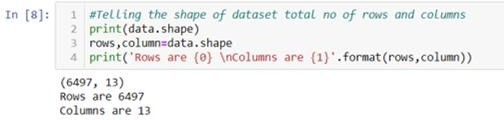 In [8]:
1 #Telling the shape of dataset total no of rows and columns
2 print(data.shape)
3 rows,column=data.shape
4 print('Rows are {0} \nColumns are {1}'.format(rows,column))
(6497, 13)
Rows are 6497
Columns are 13